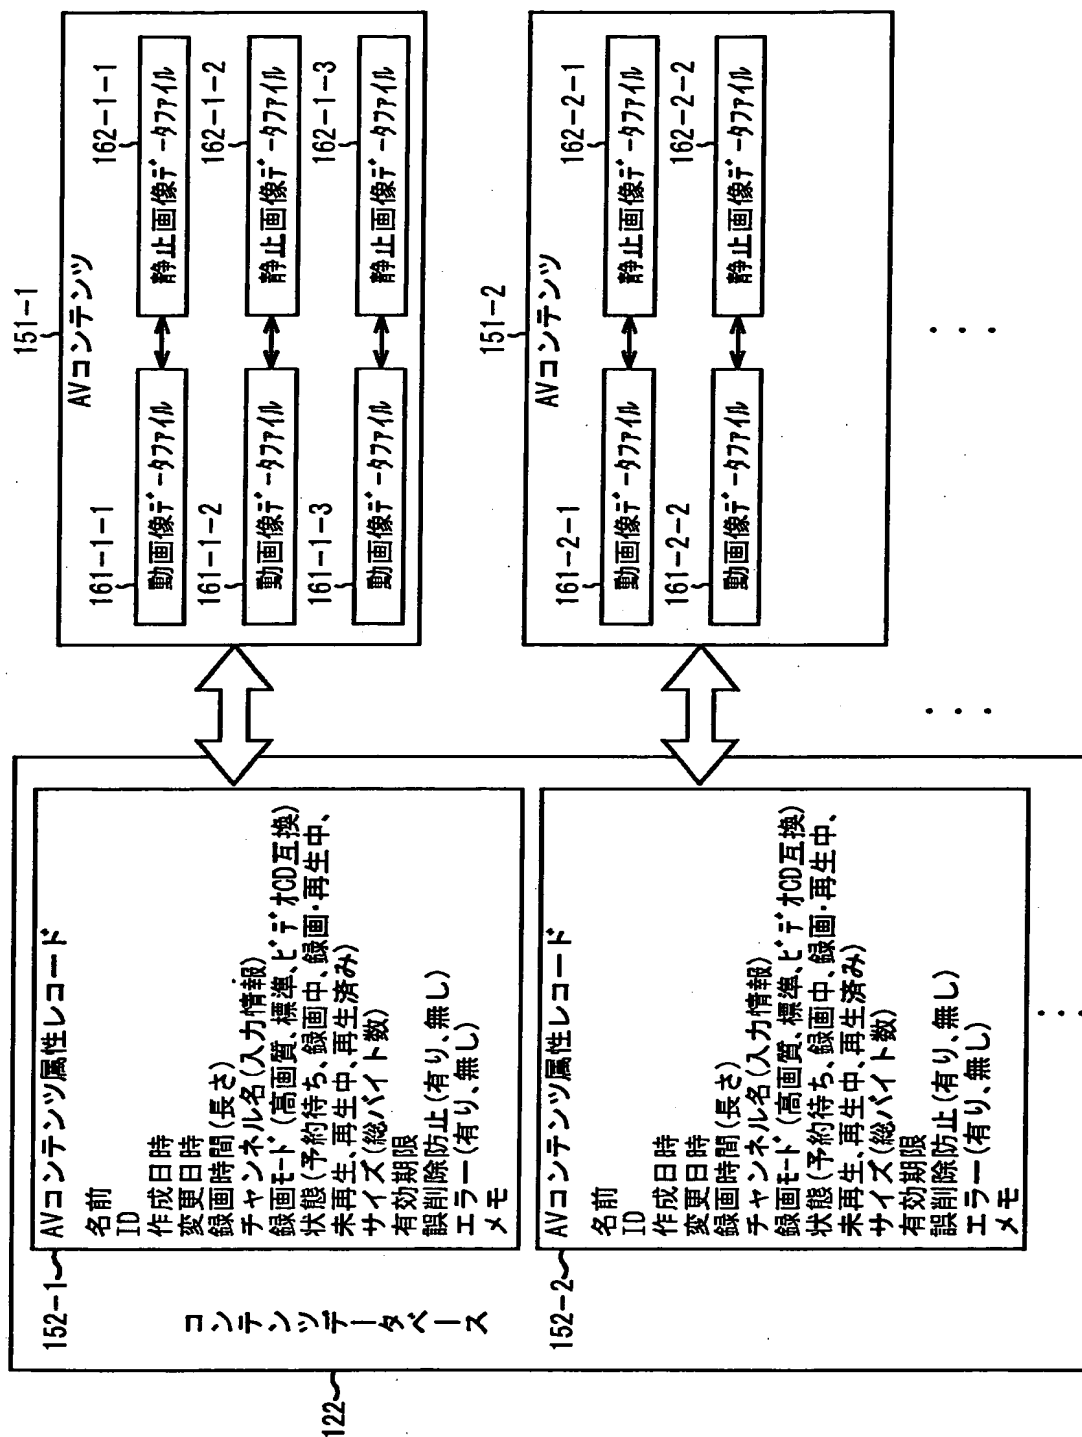 122
コンテンツデータベース
152-1
AVコンテンツ属性レコード
名前
ID
作成日時
変更日時
録画時間(長さ)
チャンネル名(入力情報)
録画ﾓｰﾄﾞ(高画質、標準、ﾋﾞﾃﾞｵCD互換)
状態(予約待ち、録画中、録画・再生中、
未再生、再生中、再生済み)
サイズ(総バイト数)
有効期限
誤削除防止(有り、無し)
エラー(有り、無し)
メモ
152-2
AVコンテンツ属性レコード
名前
ID
作成日時
変更日時
録画時間(長さ)
チャンネル名(入力情報)
録画ﾓｰﾄﾞ(高画質、標準、ﾋﾞﾃﾞｵCD互換)
状態(予約待ち、録画中、録画・再生中、
未再生、再生中、再生済み)
サイズ(総バイト数)
有効期限
誤削除防止(有り、無し)
エラー(有り、無し)
メモ
151-1
AVコンテンツ
161-1-1
動画像ﾃﾞｰﾀﾌｧｲﾙ
162-1-1
静止画像ﾃﾞｰﾀﾌｧｲﾙ
161-1-2
動画像ﾃﾞｰﾀﾌｧｲﾙ
162-1-2
静止画像ﾃﾞｰﾀﾌｧｲﾙ
161-1-3
動画像ﾃﾞｰﾀﾌｧｲﾙ
162-1-3
静止画像ﾃﾞｰﾀﾌｧｲﾙ
151-2
AVコンテンツ
161-2-1
動画像ﾃﾞｰﾀﾌｧｲﾙ
162-2-1
静止画像ﾃﾞｰﾀﾌｧｲﾙ
161-2-2
動画像ﾃﾞｰﾀﾌｧｲﾙ
162-2-2
静止画像ﾃﾞｰﾀﾌｧｲﾙ